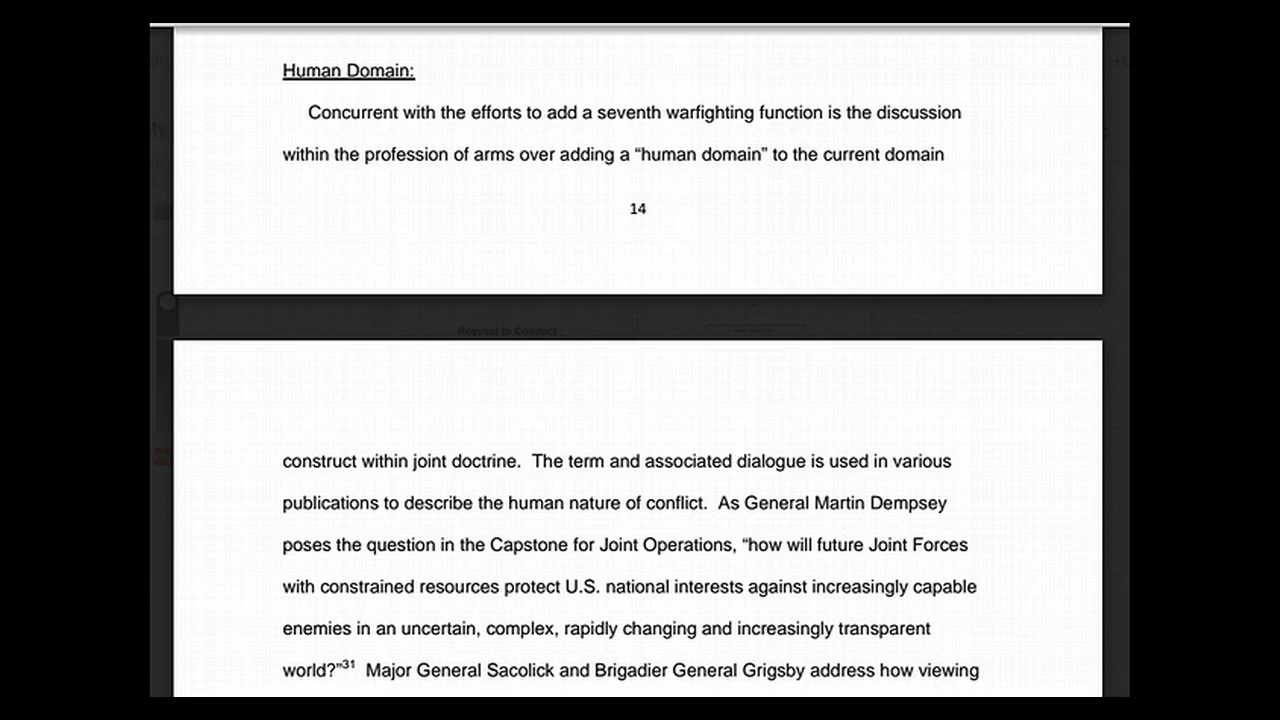 Human Domain:
Concurrent with the efforts to add a seventh warfighting function is the discussion
within the profession of arms over adding a “human domain” to the current domain
14
Request to Conduct
construct within joint doctrine.  The term and associated dialogue is used in various
publications to describe the human nature of conflict.  As General Martin Dempsey
poses the question in the Capstone for Joint Operations, “how will future Joint Forces
with constrained resources protect U.S. national interests against increasingly capable
enemies in an uncertain, complex, rapidly changing and increasingly transparent
world?”31  Major General Sacolick and Brigadier General Grigsby address how viewing